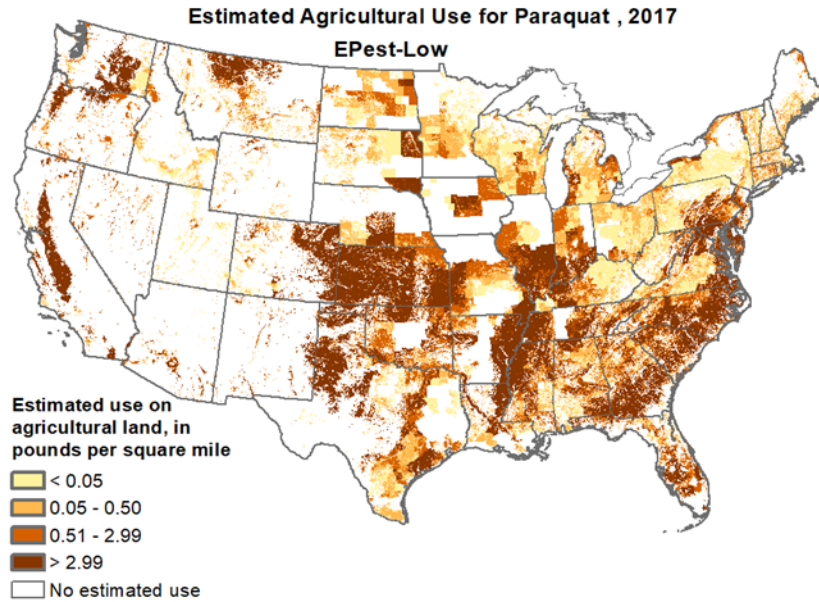 Estimated Agricultural Use for Paraquat , 2017
EPest-Low
Estimated use on
agricultural land, in
pounds per square mile
< 0.05
0.05 - 0.50
0.51 - 2.99
> 2.99
No estimated use